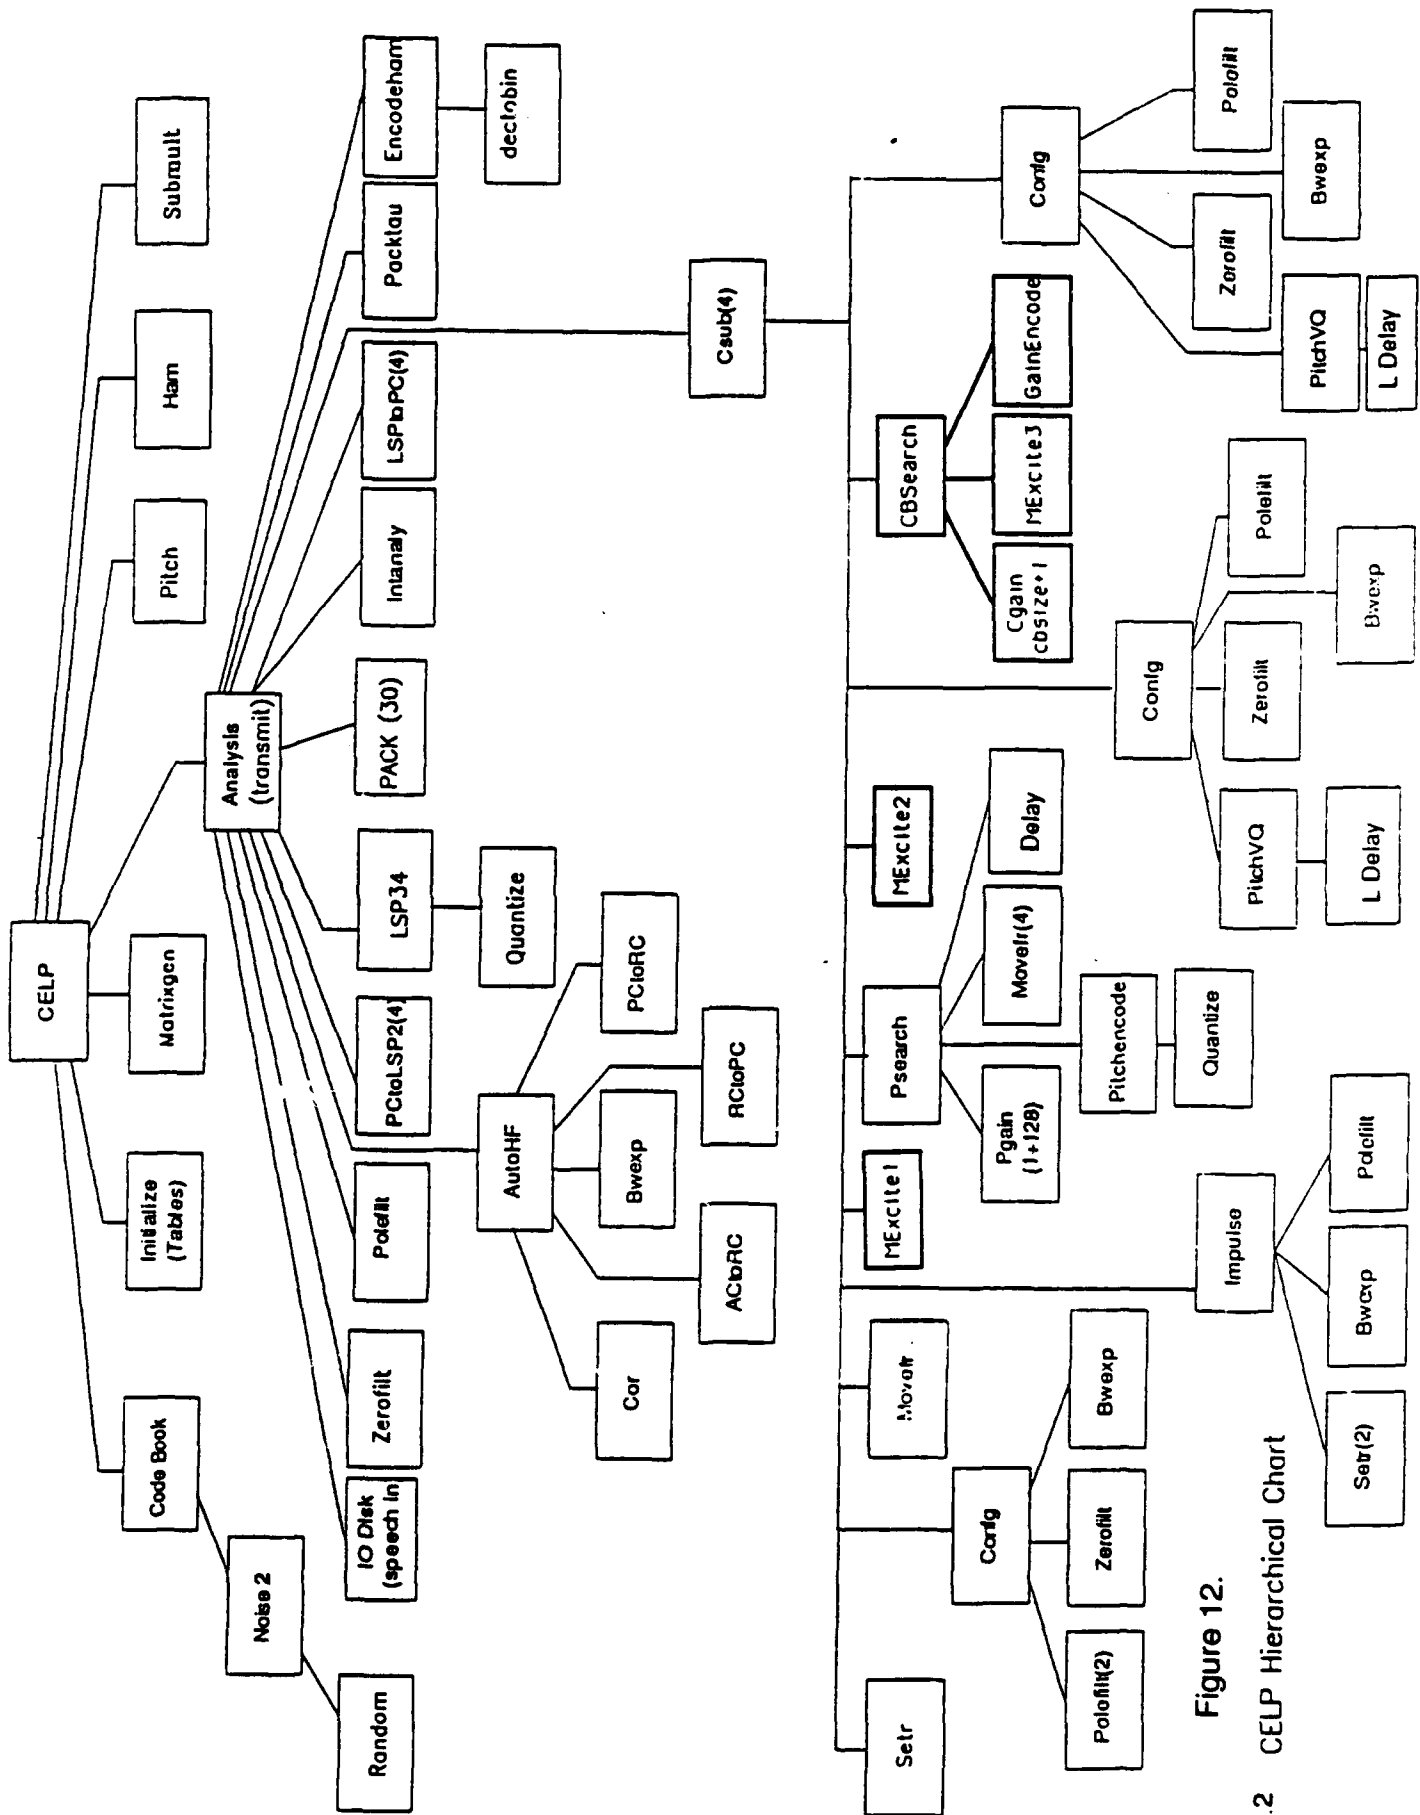 CELP
Code Book
Initialize
(Tables)
Matrixgen
Pitch
Ham
Submult
Noise 2
Random
Analysis
(transmit)
IO Disk
(speech in)
Zerofilt
Polefilt
PCtoLSP2(4)
LSP34
PACK (30)
Intanaly
LSPtoPC(4)
Packtau
Encodeham
Quantize
dectobin
AutoHF
Cor
ACtoRC
Bwexp
RCtoPC
PCtoRC
Csub(4)
Setr
Movefr
MExcite1
Psearch
MExcite2
CBSearch
Confg
Confg
Polefilt(2)
Zerofilt
Bwexp
Pgain
(1+128)
Movefr(4)
Delay
Pitchencode
Quantize
Cgain
cbsize+1
MExcite3
GainEncode
Impulse
Setr(2)
Bwexp
Polefilt
Confg
PitchVQ
Zerofilt
Bwexp
Polefilt
L Delay
PitchVQ
Zerofilt
Bwexp
Polefilt
L Delay
Figure 12.
.2 CELP Hierarchical Chart